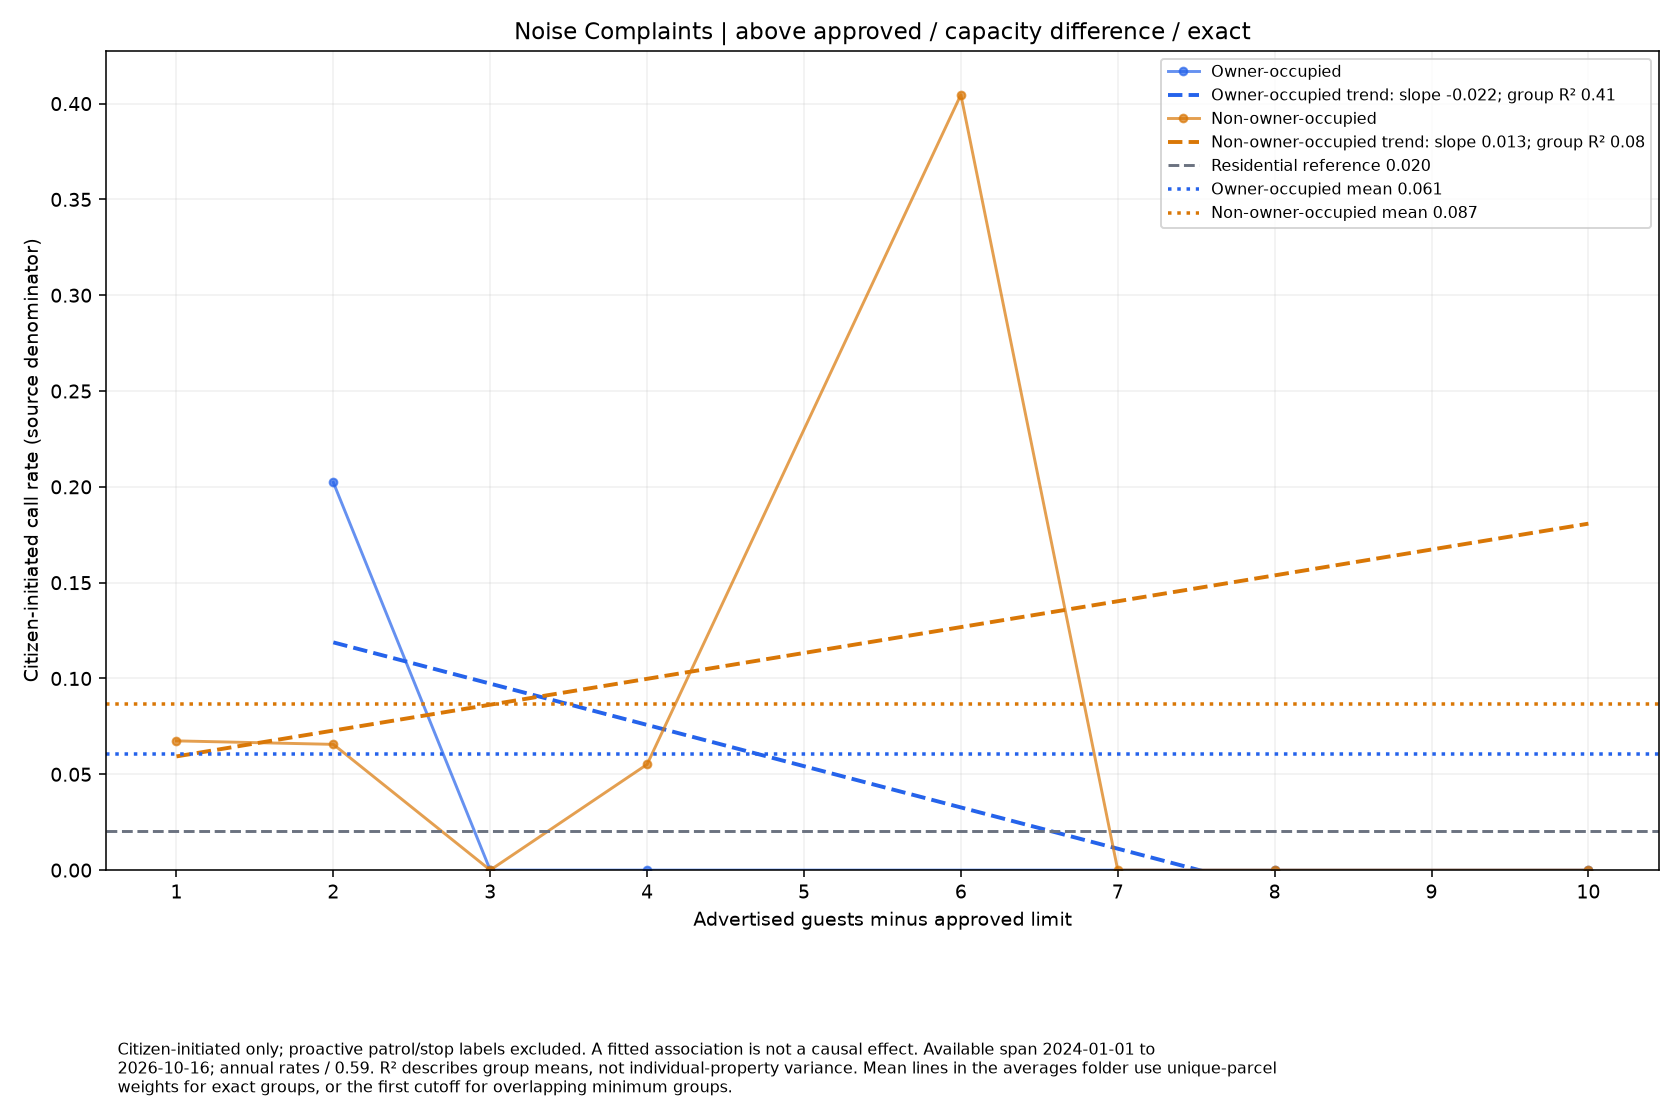 Noise Complaints | above approved / capacity difference / exact
Owner-occupied
Owner-occupied trend: slope -0.022; group R² 0.41
Non-owner-occupied
Non-owner-occupied trend: slope 0.013; group R² 0.08
Residential reference 0.020
Owner-occupied mean 0.061
Non-owner-occupied mean 0.087
Citizen-initiated call rate (source denominator)
0.40
0.35
0.30
0.25
0.20
0.15
0.10
0.05
0.00
1 2 3 4 5 6 7 8 9 10
Advertised guests minus approved limit
Citizen-initiated only; proactive patrol/stop labels excluded. A fitted association is not a causal effect. Available span 2024-01-01 to
2026-10-16; annual rates / 0.59. R² describes group means, not individual-property variance. Mean lines in the averages folder use unique-parcel
weights for exact groups, or the first cutoff for overlapping minimum groups.